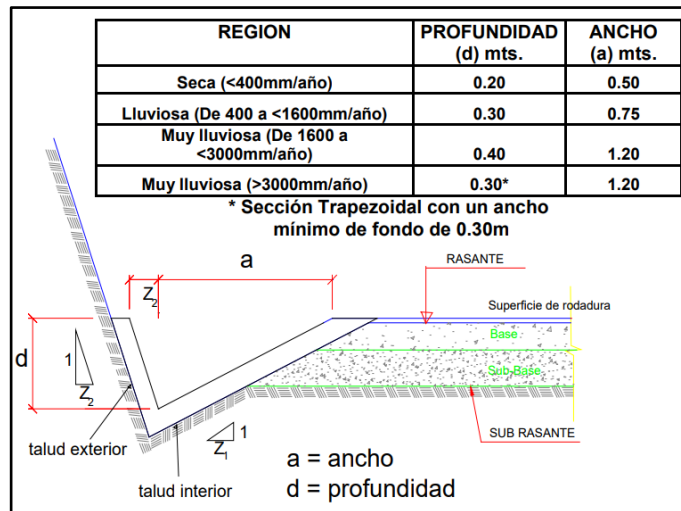 REGION PROFUNDIDAD ANCHO
(d) mts. (a) mts.
Seca (<400mm/año) 0.20 0.50
Lluviosa (De 400 a <1600mm/año) 0.30 0.75
Muy lluviosa (De 1600 a
<3000mm/año) 0.40 1.20
Muy lluviosa (>3000mm/año) 0.30* 1.20
* Sección Trapezoidal con un ancho
mínimo de fondo de 0.30m
a
Z2
RASANTE
Superficie de rodadura
Base
d
1
Z2
Sub-Base
1
Z1
SUB RASANTE
talud exterior
talud interior
a = ancho
d = profundidad